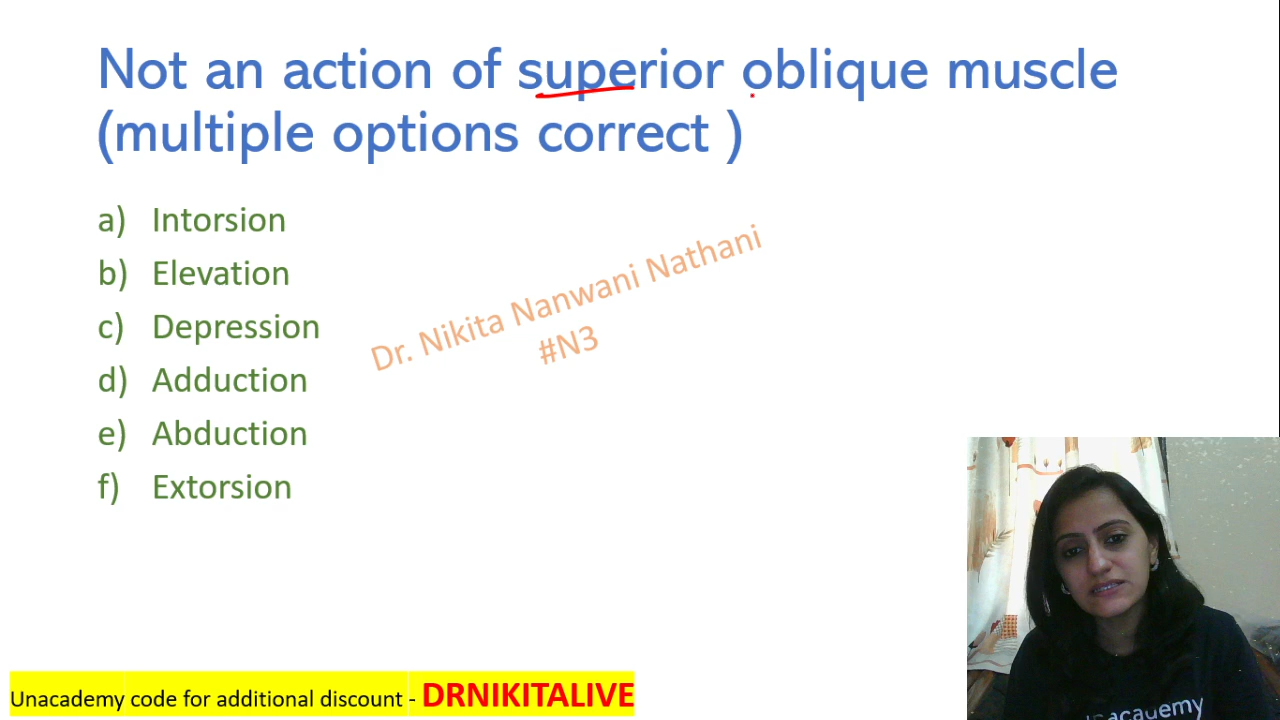 Not an action of superior oblique muscle
(multiple options correct )
a) Intorsion
b) Elevation
c) Depression
d) Adduction
e) Abduction
f) Extorsion
Dr. Nikita Nanwani Nathani
#N3
Unacademy code for additional discount - DRNIKITALIVE